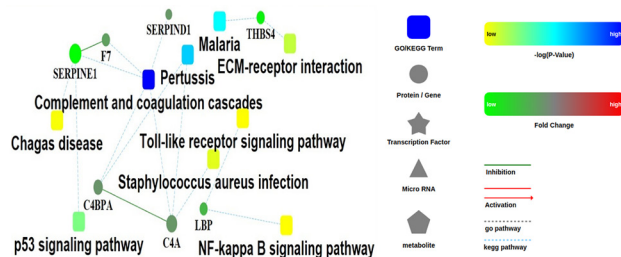 SERPIND1
Malaria
THBS4
F7
ECM-receptor interaction
SERPINE1
Pertussis
Complement and coagulation cascades
Chagas disease
Toll-like receptor signaling pathway
Staphylococcus aureus infection
C4BPA
LBP
C4A
p53 signaling pathway
NF-kappa B signaling pathway
GO/KEGG Term
Protein / Gene
Transcription Factor
Micro RNA
metabolite
low high
-log(P-Value)
low high
Fold Change
Inhibition
Activation
go pathway
kegg pathway